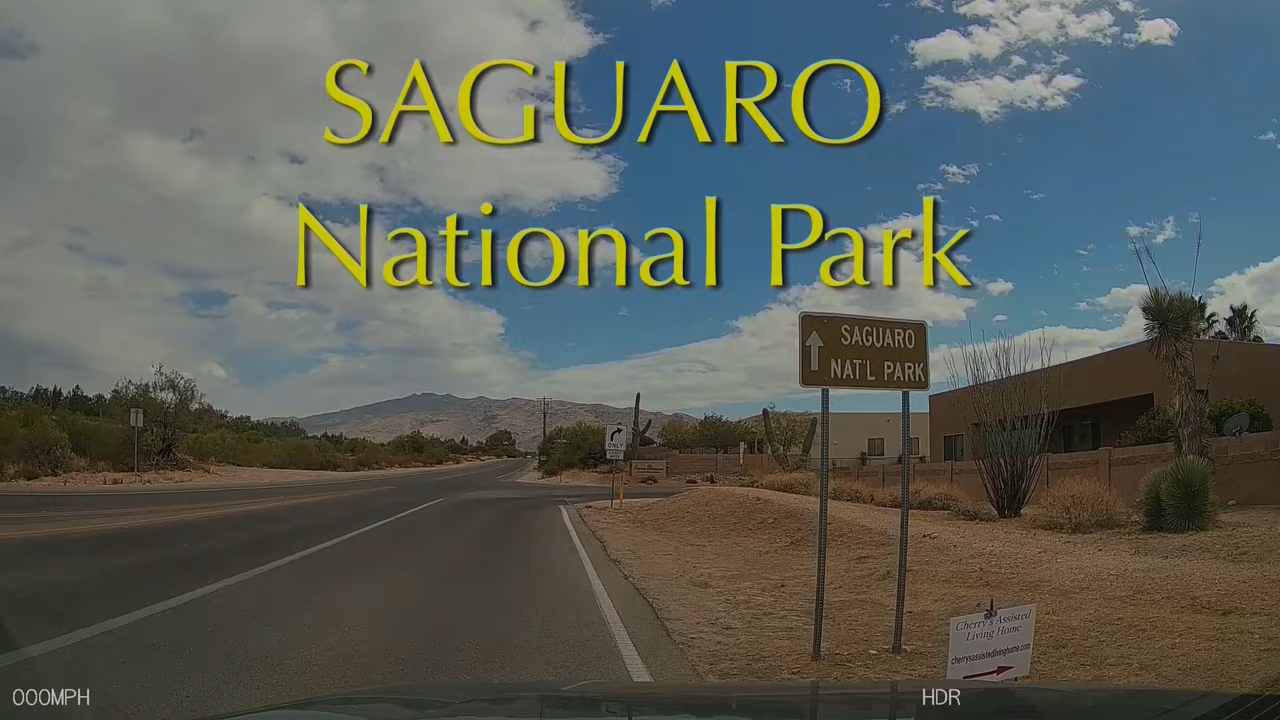 SAGUARO
National Park
SAGUARO
NAT'L PARK
ONLY
Cherry's Assisted
Living Home
cherrysassistedlivinghome.com
000MPH
HDR